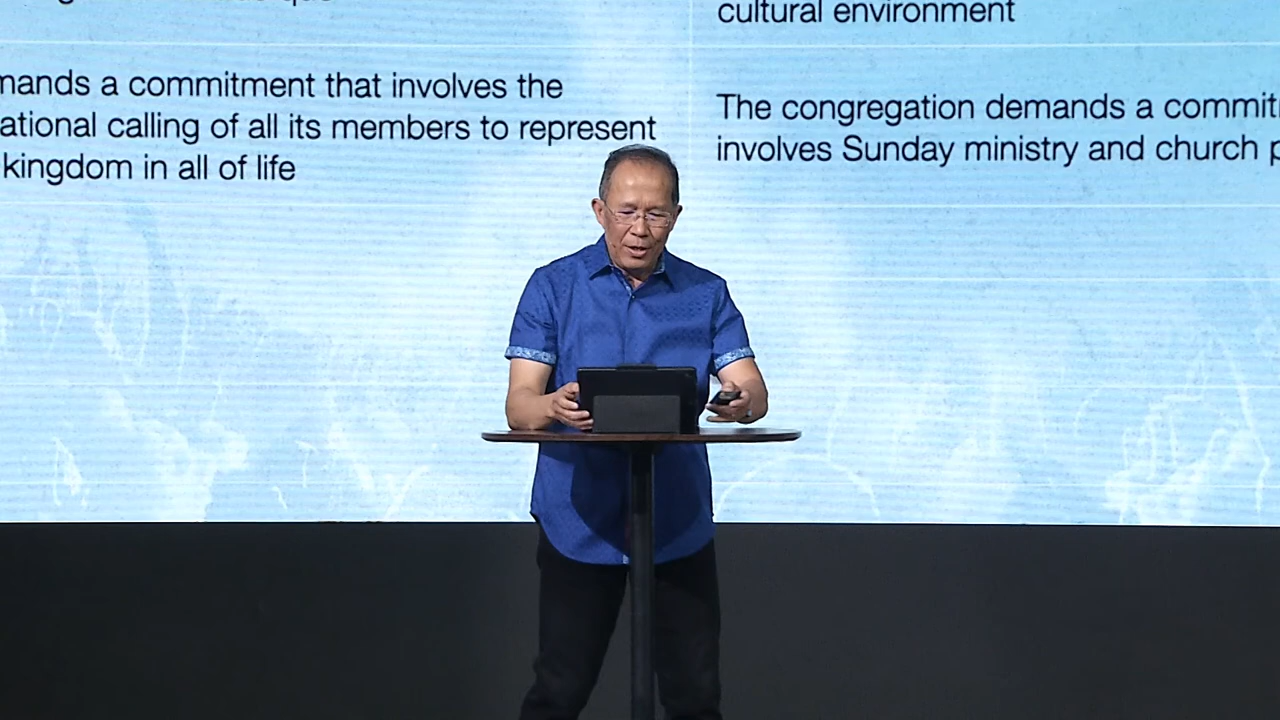 mands a commitment that involves the
ational calling of all its members to represent
kingdom in all of life
cultural environment
The congregation demands a commit
involves Sunday ministry and church p